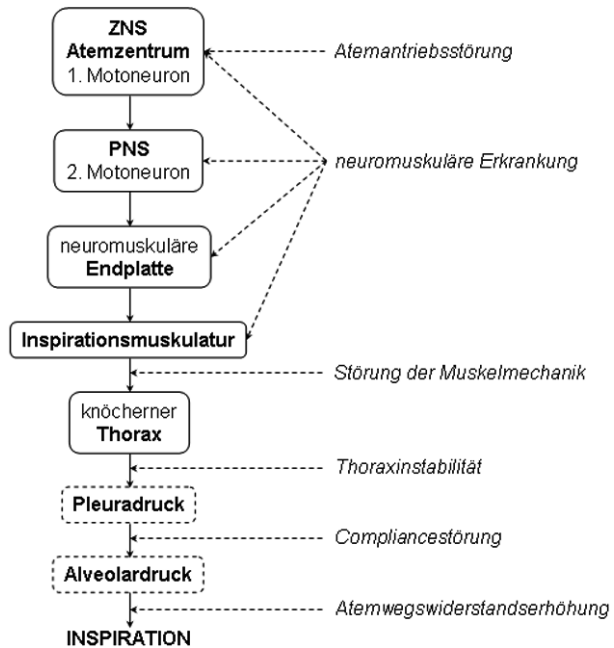 ZNS
Atemzentrum
1. Motoneuron
Atemantriebsstörung
PNS
2. Motoneuron
neuromuskuläre Erkrankung
neuromuskuläre
Endplatte
Inspirationsmuskulatur
Störung der Muskelmechanik
knöcherner
Thorax
Thoraxinstabilität
Pleuradruck
Compliancestörung
Alveolardruck
Atemwegswiderstandserhöhung
INSPIRATION